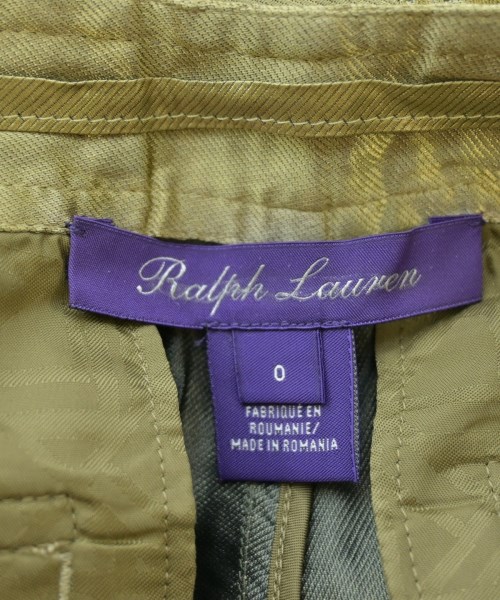 Ralph Lauren
0
FABRIQUÉ EN
ROUMANIE/
MADE IN ROMANIA